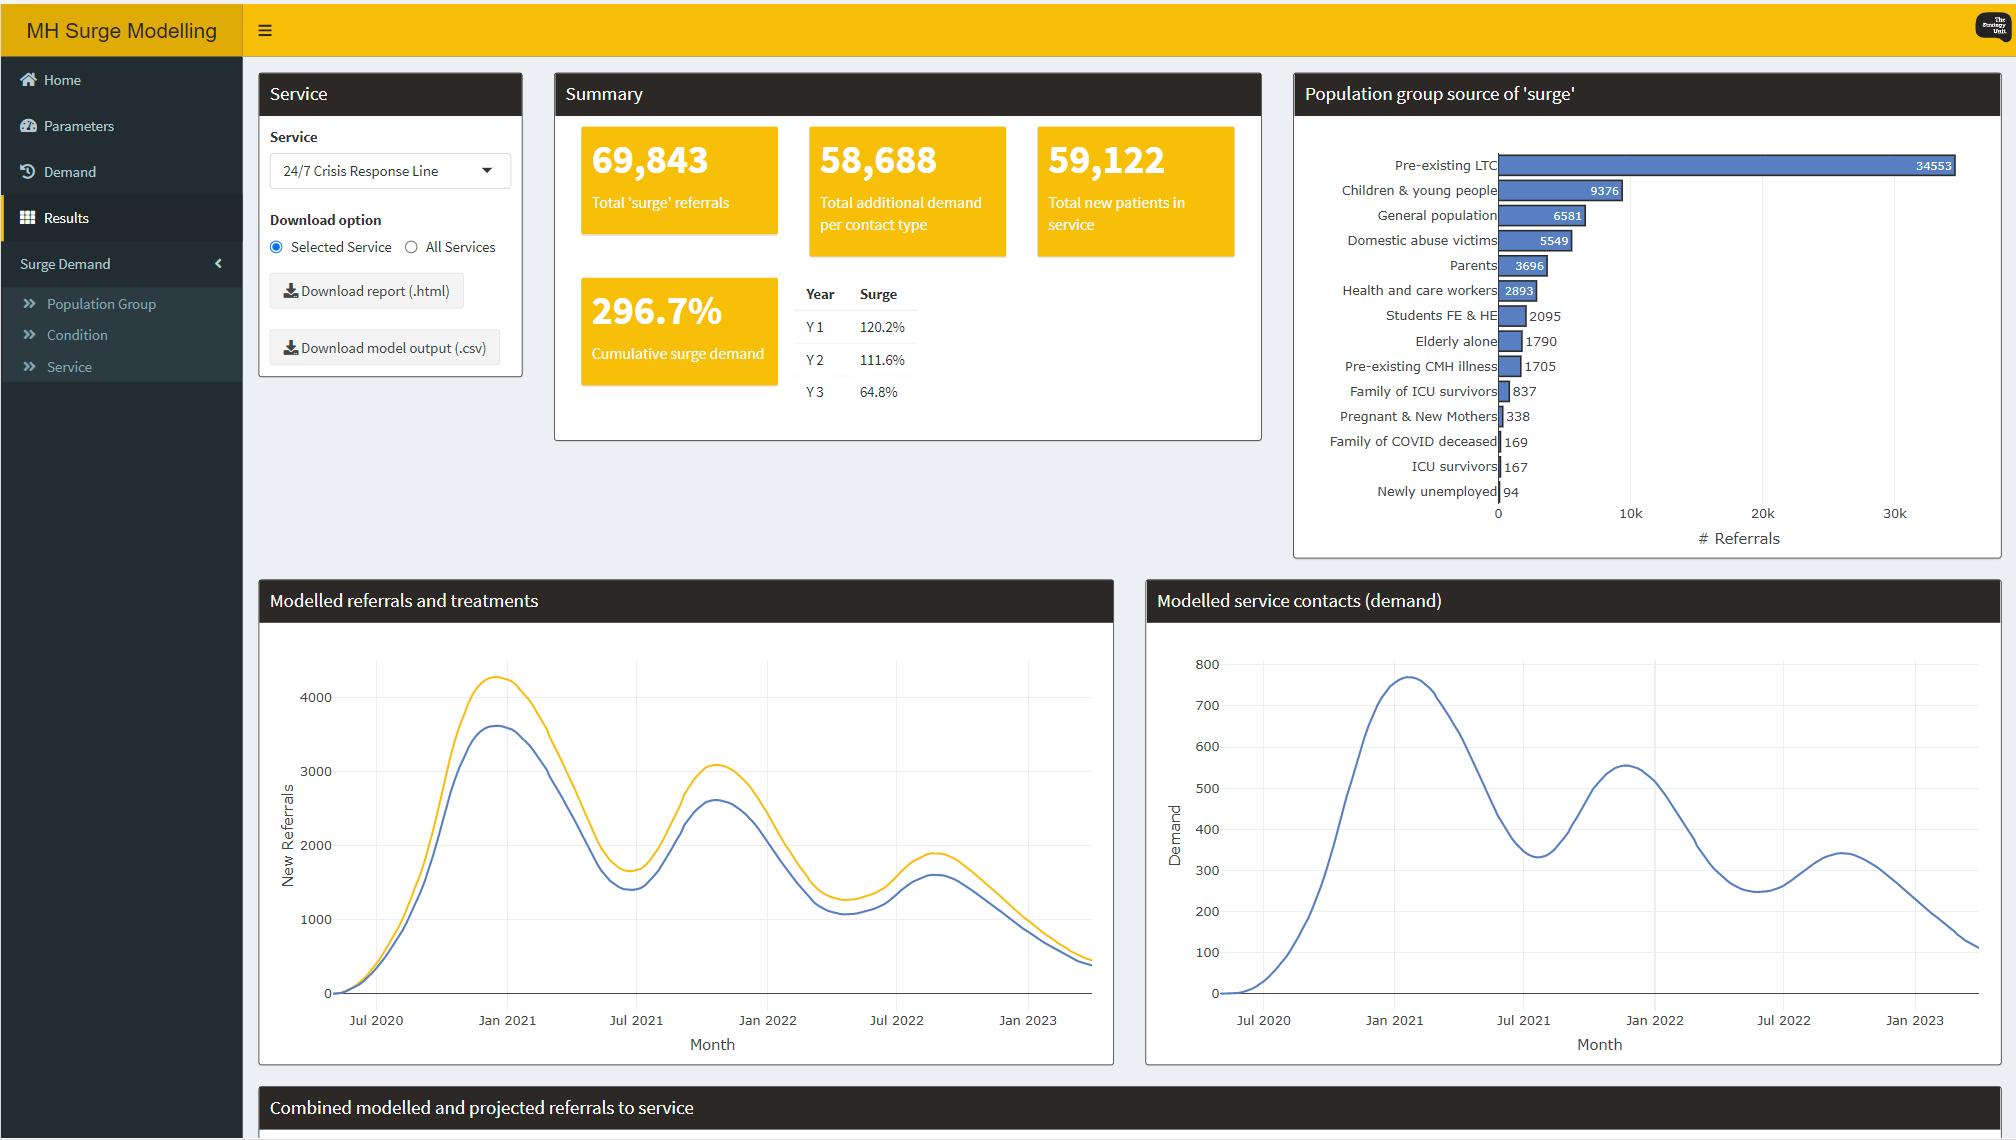 MH Surge Modelling
The
Strategy
Unit.
Home
Parameters
Demand
Results
Surge Demand
Population Group
Condition
Service
Service
Service
24/7 Crisis Response Line
Download option
Selected Service
All Services
Download report (.html)
Download model output (.csv)
Summary
69,843
Total 'surge' referrals
58,688
Total additional demand
per contact type
59,122
Total new patients in
service
296.7%
Cumulative surge demand
Year Surge
Y 1 120.2%
Y 2 111.6%
Y 3 64.8%
Population group source of 'surge'
Pre-existing LTC 34553
Children & young people 9376
General population 6581
Domestic abuse victims 5549
Parents 3696
Health and care workers 2893
Students FE & HE 2095
Elderly alone 1790
Pre-existing CMH illness 1705
Family of ICU survivors 837
Pregnant & New Mothers 338
Family of COVID deceased 169
ICU survivors 167
Newly unemployed 94
0 10k 20k 30k
# Referrals
Modelled referrals and treatments
4000
3000
2000
1000
0
New Referrals
Jul 2020 Jan 2021 Jul 2021 Jan 2022 Jul 2022 Jan 2023
Month
Modelled service contacts (demand)
800
700
600
500
400
300
200
100
0
Demand
Jul 2020 Jan 2021 Jul 2021 Jan 2022 Jul 2022 Jan 2023
Month
Combined modelled and projected referrals to service